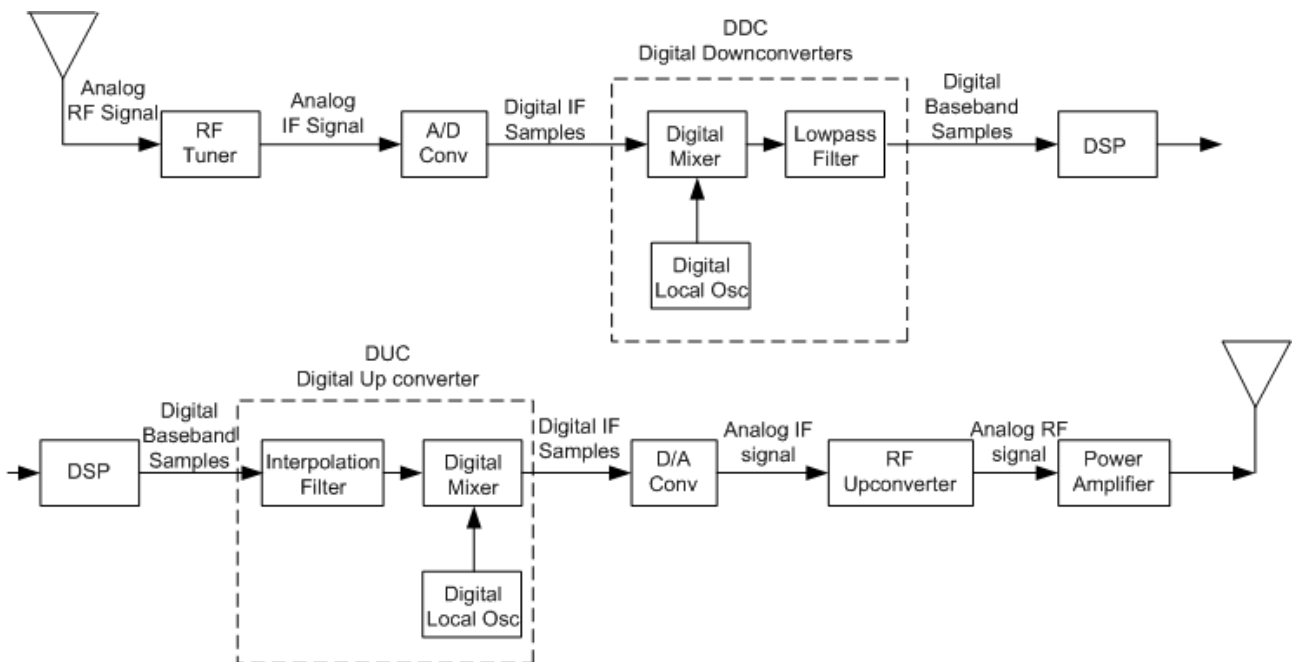 DDC
Digital Downconverters
Analog
RF Signal
RF
Tuner
Analog
IF Signal
A/D
Conv
Digital IF
Samples
Digital
Mixer
Lowpass
Filter
Digital
Baseband
Samples
DSP
Digital
Local Osc
DUC
Digital Up converter
DSP
Digital
Baseband
Samples
Interpolation
Filter
Digital
Mixer
Digital IF
Samples
D/A
Conv
Analog IF
signal
RF
Upconverter
Analog RF
signal
Power
Amplifier
Digital
Local Osc